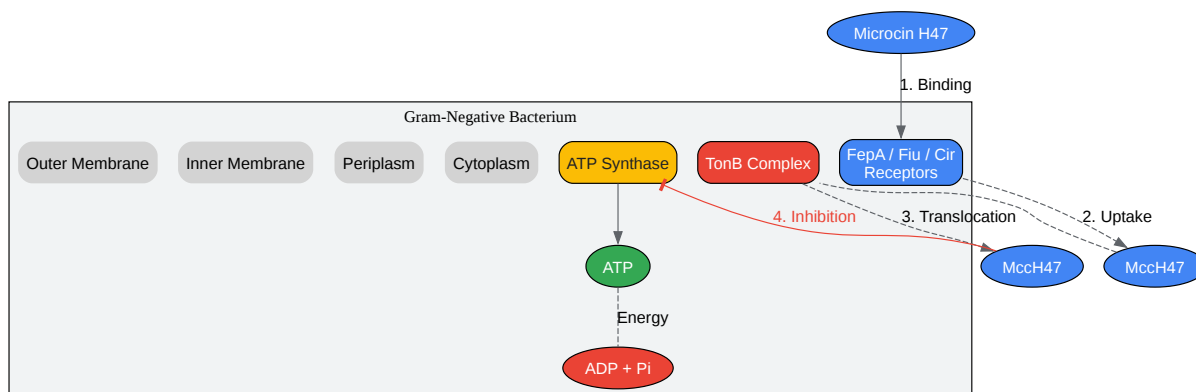 Microcin H47
1. Binding
Gram-Negative Bacterium
Outer Membrane
Inner Membrane
Periplasm
Cytoplasm
ATP Synthase
TonB Complex
FepA / Fiu / Cir
Receptors
4. Inhibition
3. Translocation
2. Uptake
ATP
MccH47
MccH47
Energy
ADP + Pi